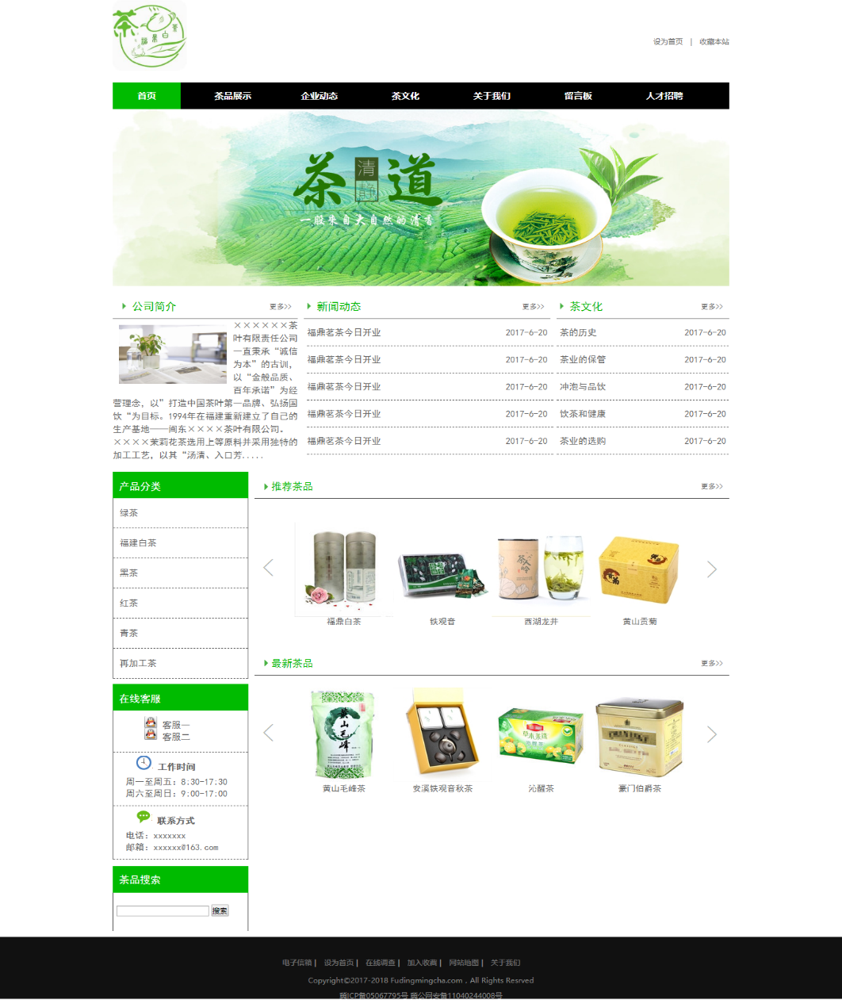 茶
福鼎白茶
设为首页 | 收藏本站
首页 茶品展示 企业动态 茶文化 关于我们 留言板 人才招聘
茶 清静 道
一股来自大自然的清香
公司简介 更多>>
××××××茶
叶有限责任公司
一直秉承“诚信
为本”的古训，
以“金般品质、
百年承诺”为经
营理念，以”打造中国茶叶第一品牌、弘扬国
饮“为目标。1994年在福建重新建立了自己的
生产基地——闽东××××茶叶有限公司。
××××茉莉花茶选用上等原料并采用独特的
加工工艺，以其“汤清、入口芳.....
新闻动态 更多>>
福鼎茗茶今日开业 2017-6-20
福鼎茗茶今日开业 2017-6-20
福鼎茗茶今日开业 2017-6-20
福鼎茗茶今日开业 2017-6-20
福鼎茗茶今日开业 2017-6-20
茶文化 更多>>
茶的历史 2017-6-20
茶业的保管 2017-6-20
冲泡与品饮 2017-6-20
饮茶和健康 2017-6-20
茶业的选购 2017-6-20
产品分类
绿茶
福建白茶
黑茶
红茶
青茶
再加工茶
在线客服
客服一
客服二
工作时间
周一至周五：8:30-17:30
周六至周日：9:00-17:00
联系方式
电话：xxxxxxx
邮箱：xxxxxx@163.com
茶品搜索
搜索
推荐茶品 更多>>
福鼎白茶 铁观音 西湖龙井 黄山贡菊
最新茶品 更多>>
黄山毛峰
黄山毛峰茶 安溪铁观音秋茶 沁醒茶 豪门伯爵茶
电子信箱 | 设为首页 | 在线调查 | 加入收藏 | 网站地图 | 关于我们
Copyright©2017-2018 Fudingmingcha.com . All Rights Resrved
冀ICP备05067795号 冀公网安备11040244008号